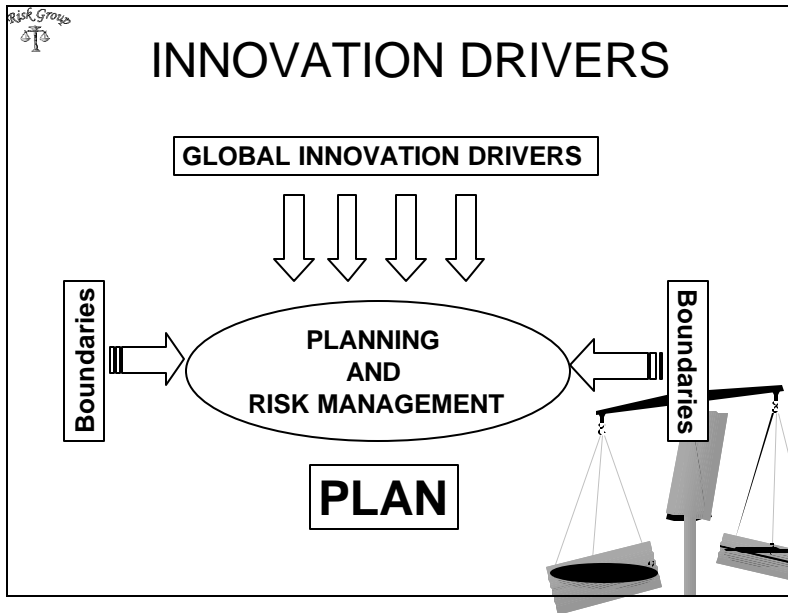 Risk Group
INNOVATION DRIVERS
GLOBAL INNOVATION DRIVERS
Boundaries
PLANNING
AND
RISK MANAGEMENT
Boundaries
PLAN